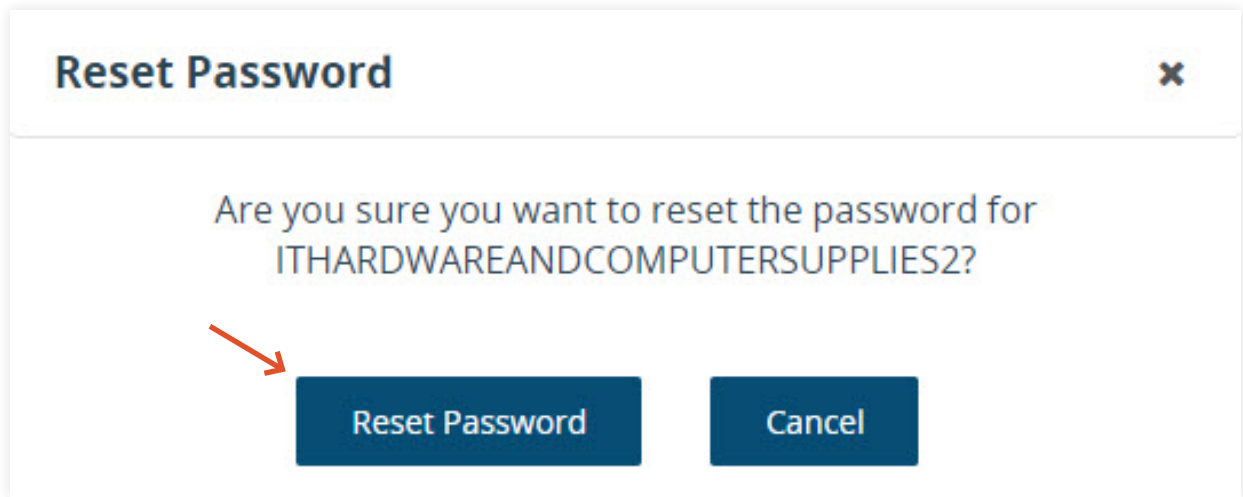 Reset Password
Are you sure you want to reset the password for
ITHARDWAREANDCOMPUTERSUPPLIES2?
Reset Password
Cancel